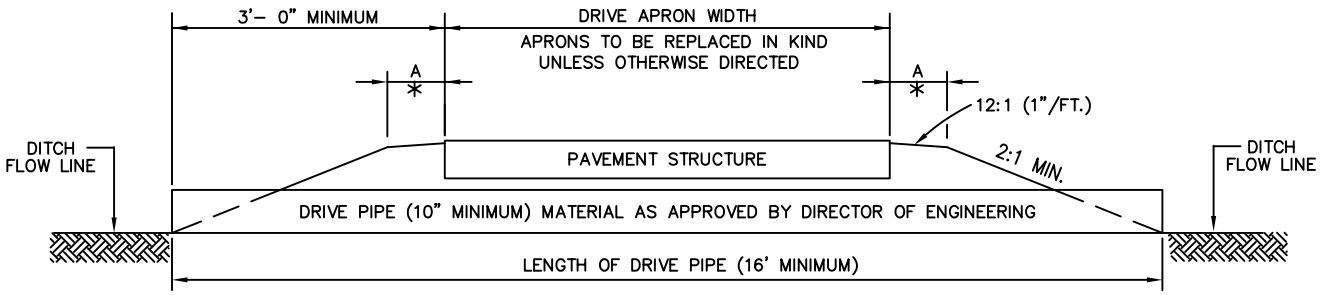 3'- 0" MINIMUM
DRIVE APRON WIDTH
APRONS TO BE REPLACED IN KIND
UNLESS OTHERWISE DIRECTED
A
*
A
*
12:1 (1"/FT.)
DITCH
FLOW LINE
PAVEMENT STRUCTURE
2:1 MIN.
DITCH
FLOW LINE
DRIVE PIPE (10" MINIMUM) MATERIAL AS APPROVED BY DIRECTOR OF ENGINEERING
LENGTH OF DRIVE PIPE (16' MINIMUM)